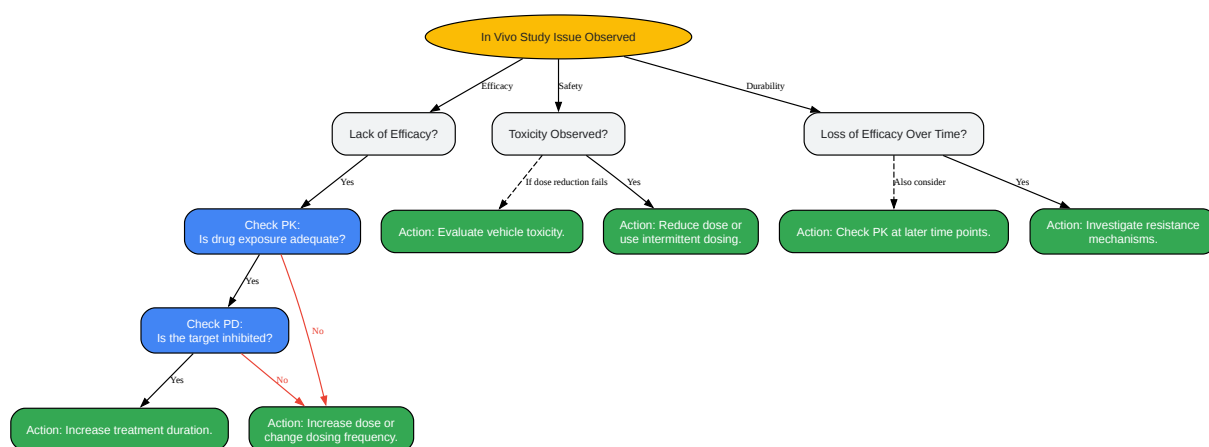 In Vivo Study Issue Observed
Efficacy
Safety
Durability
Lack of Efficacy?
Toxicity Observed?
Loss of Efficacy Over Time?
Yes
If dose reduction fails
Yes
Also consider
Yes
Check PK:
Is drug exposure adequate?
Action: Evaluate vehicle toxicity.
Action: Reduce dose or
use intermittent dosing.
Action: Check PK at later time points.
Action: Investigate resistance
mechanisms.
Yes
No
Check PD:
Is the target inhibited?
Yes
No
Action: Increase treatment duration.
Action: Increase dose or
change dosing frequency.